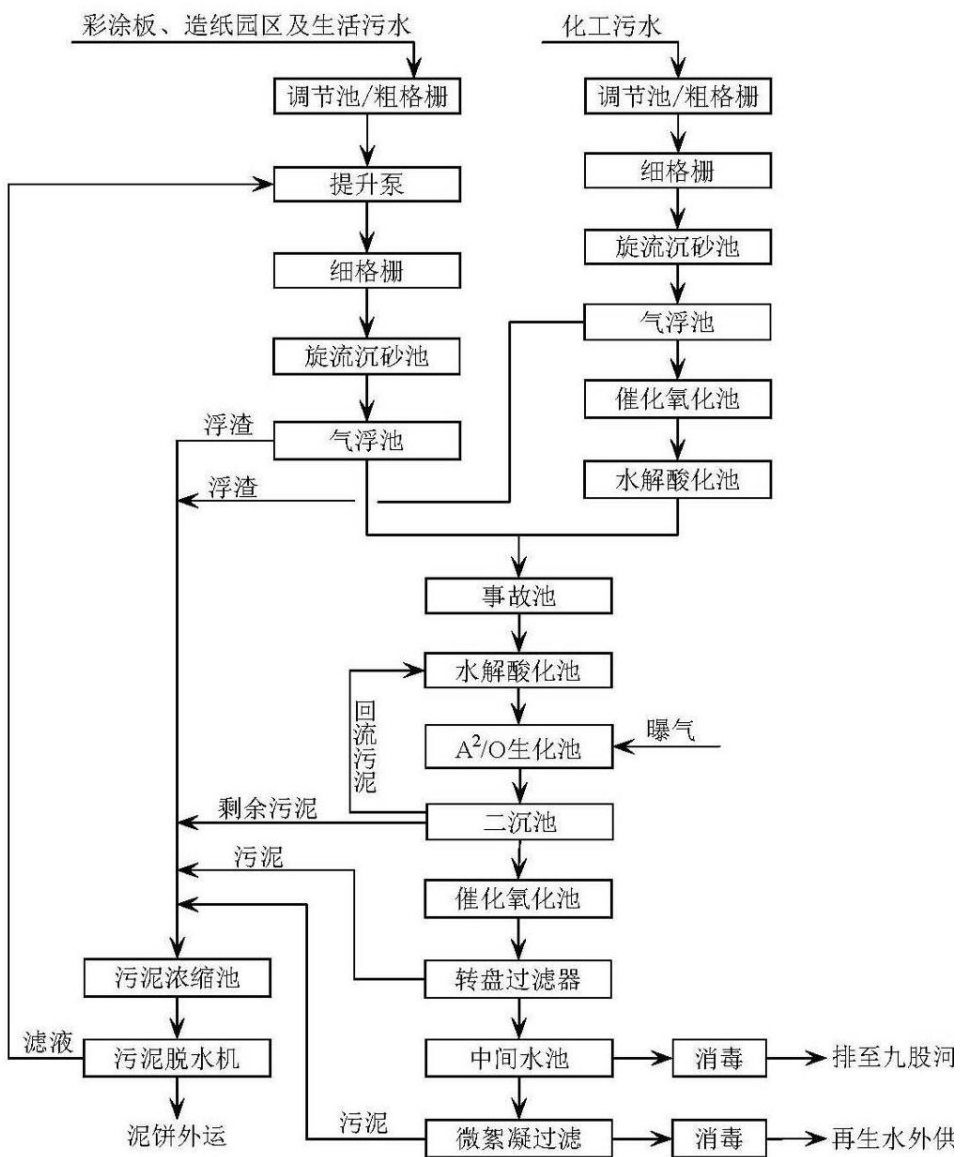 彩涂板、造纸园区及生活污水
化工污水
调节池/粗格栅
调节池/粗格栅
细格栅
提升泵
旋流沉砂池
细格栅
气浮池
旋流沉砂池
催化氧化池
浮渣
气浮池
水解酸化池
浮渣
事故池
水解酸化池
回流污泥
A²/O生化池
曝气
剩余污泥
二沉池
污泥
催化氧化池
污泥浓缩池
转盘过滤器
滤液
污泥脱水机
中间水池
消毒
排至九股河
泥饼外运
污泥
微絮凝过滤
消毒
再生水外供